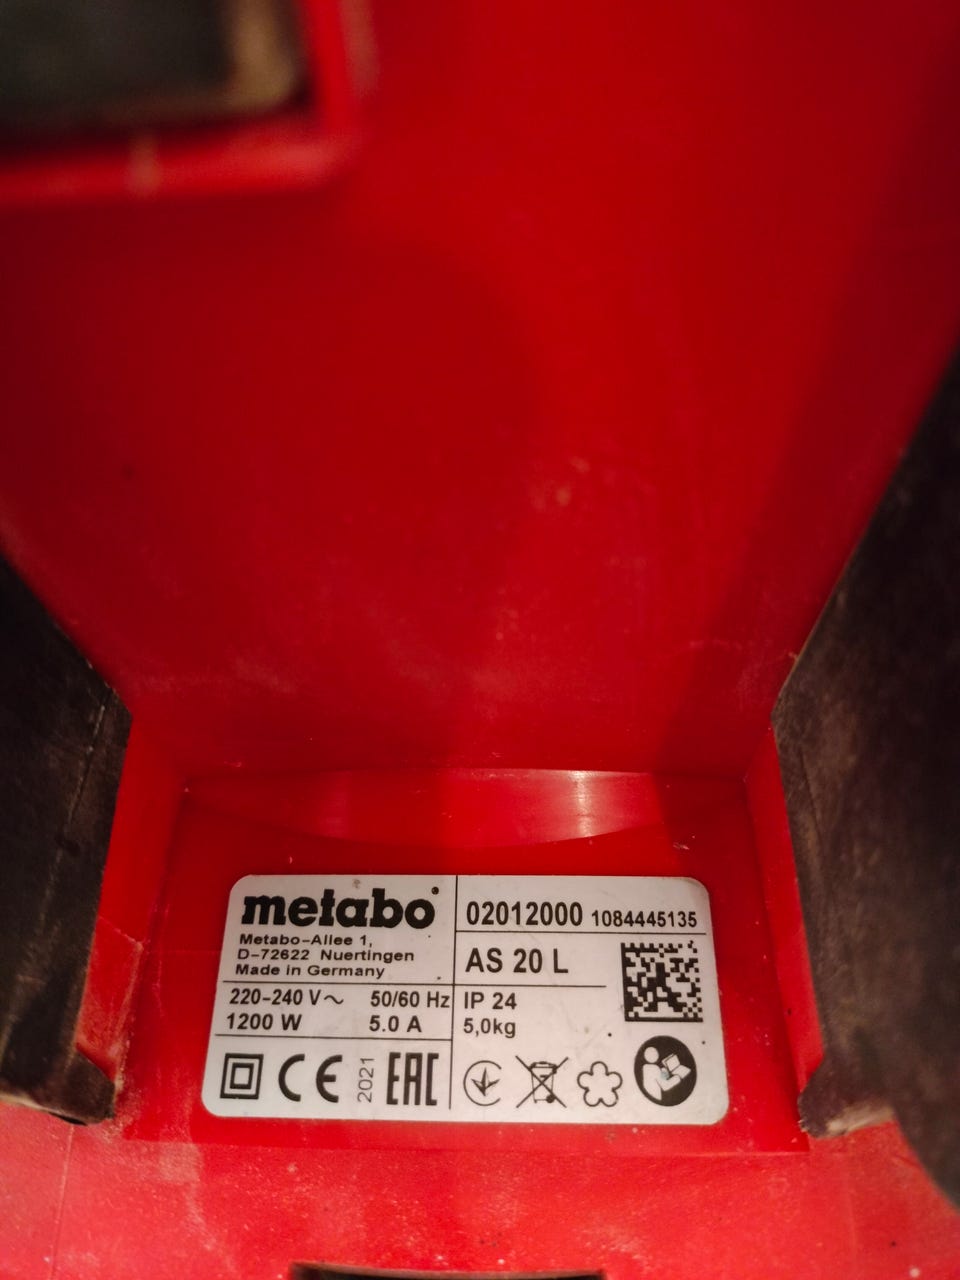 metabo
Metabo-Allee 1,
D-72622 Nuertingen
Made in Germany
02012000 1084445135
AS 20 L
220-240 V~ 50/60 Hz
1200 W 5.0 A
IP 24
5,0kg
CE 2021 EAC